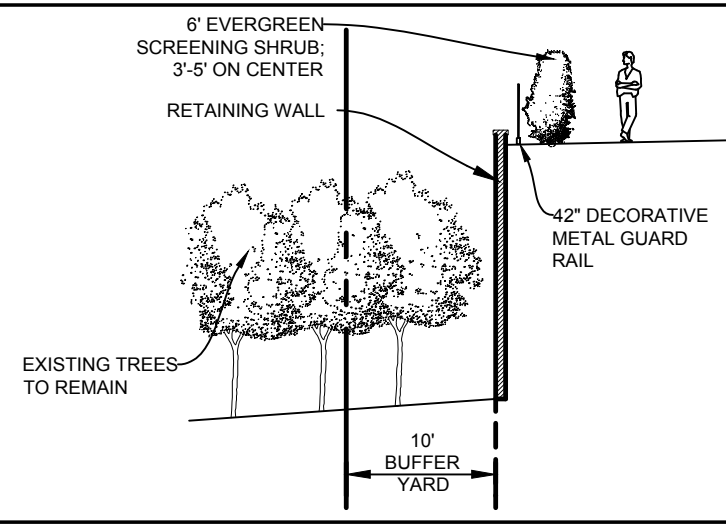 6' EVERGREEN
SCREENING SHRUB;
3'-5' ON CENTER
RETAINING WALL
42" DECORATIVE
METAL GUARD
RAIL
EXISTING TREES
TO REMAIN
10'
BUFFER
YARD